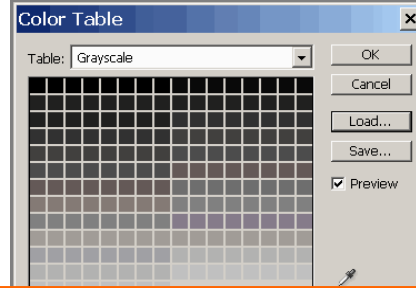 Color Table
Table: Grayscale
OK
Cancel
Load...
Save...
Preview